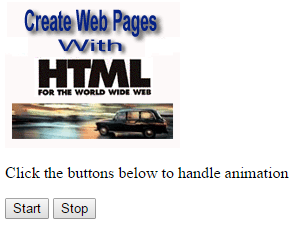 Create Web Pages
With
HTML
FOR THE WORLD WIDE WEB
Click the buttons below to handle animation
Start Stop